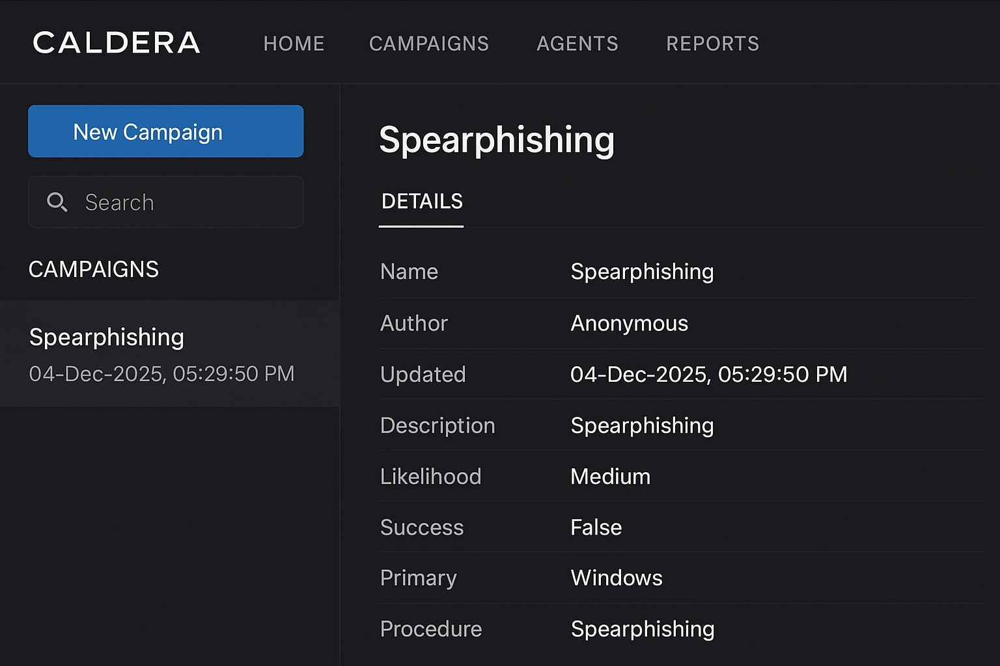 CALDERA HOME CAMPAIGNS AGENTS REPORTS
New Campaign
Search
CAMPAIGNS
Spearphishing
04-Dec-2025, 05:29:50 PM
Spearphishing
DETAILS
Name Spearphishing
Author Anonymous
Updated 04-Dec-2025, 05:29:50 PM
Description Spearphishing
Likelihood Medium
Success False
Primary Windows
Procedure Spearphishing